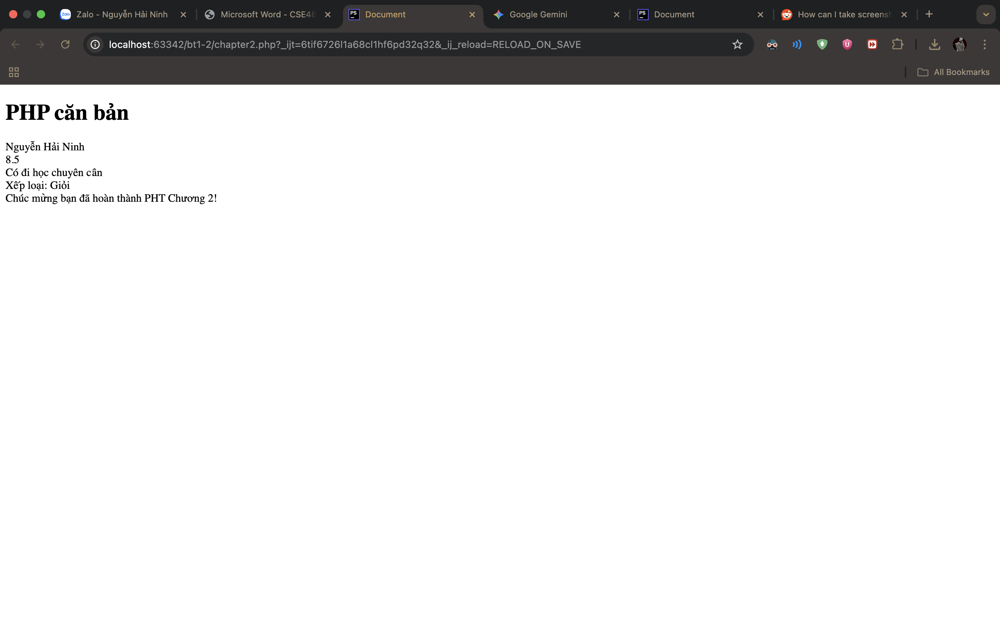 Zalo - Nguyễn Hải Ninh
Microsoft Word - CSE48
Document
Google Gemini
Document
How can I take screensh
localhost:63342/bt1-2/chapter2.php?_ijt=6tif6726l1a68cl1hf6pd32q32&_ij_reload=RELOAD_ON_SAVE
All Bookmarks
PHP căn bản
Nguyễn Hải Ninh
8.5
Có đi học chuyên cần
Xếp loại: Giỏi
Chúc mừng bạn đã hoàn thành PHT Chương 2!